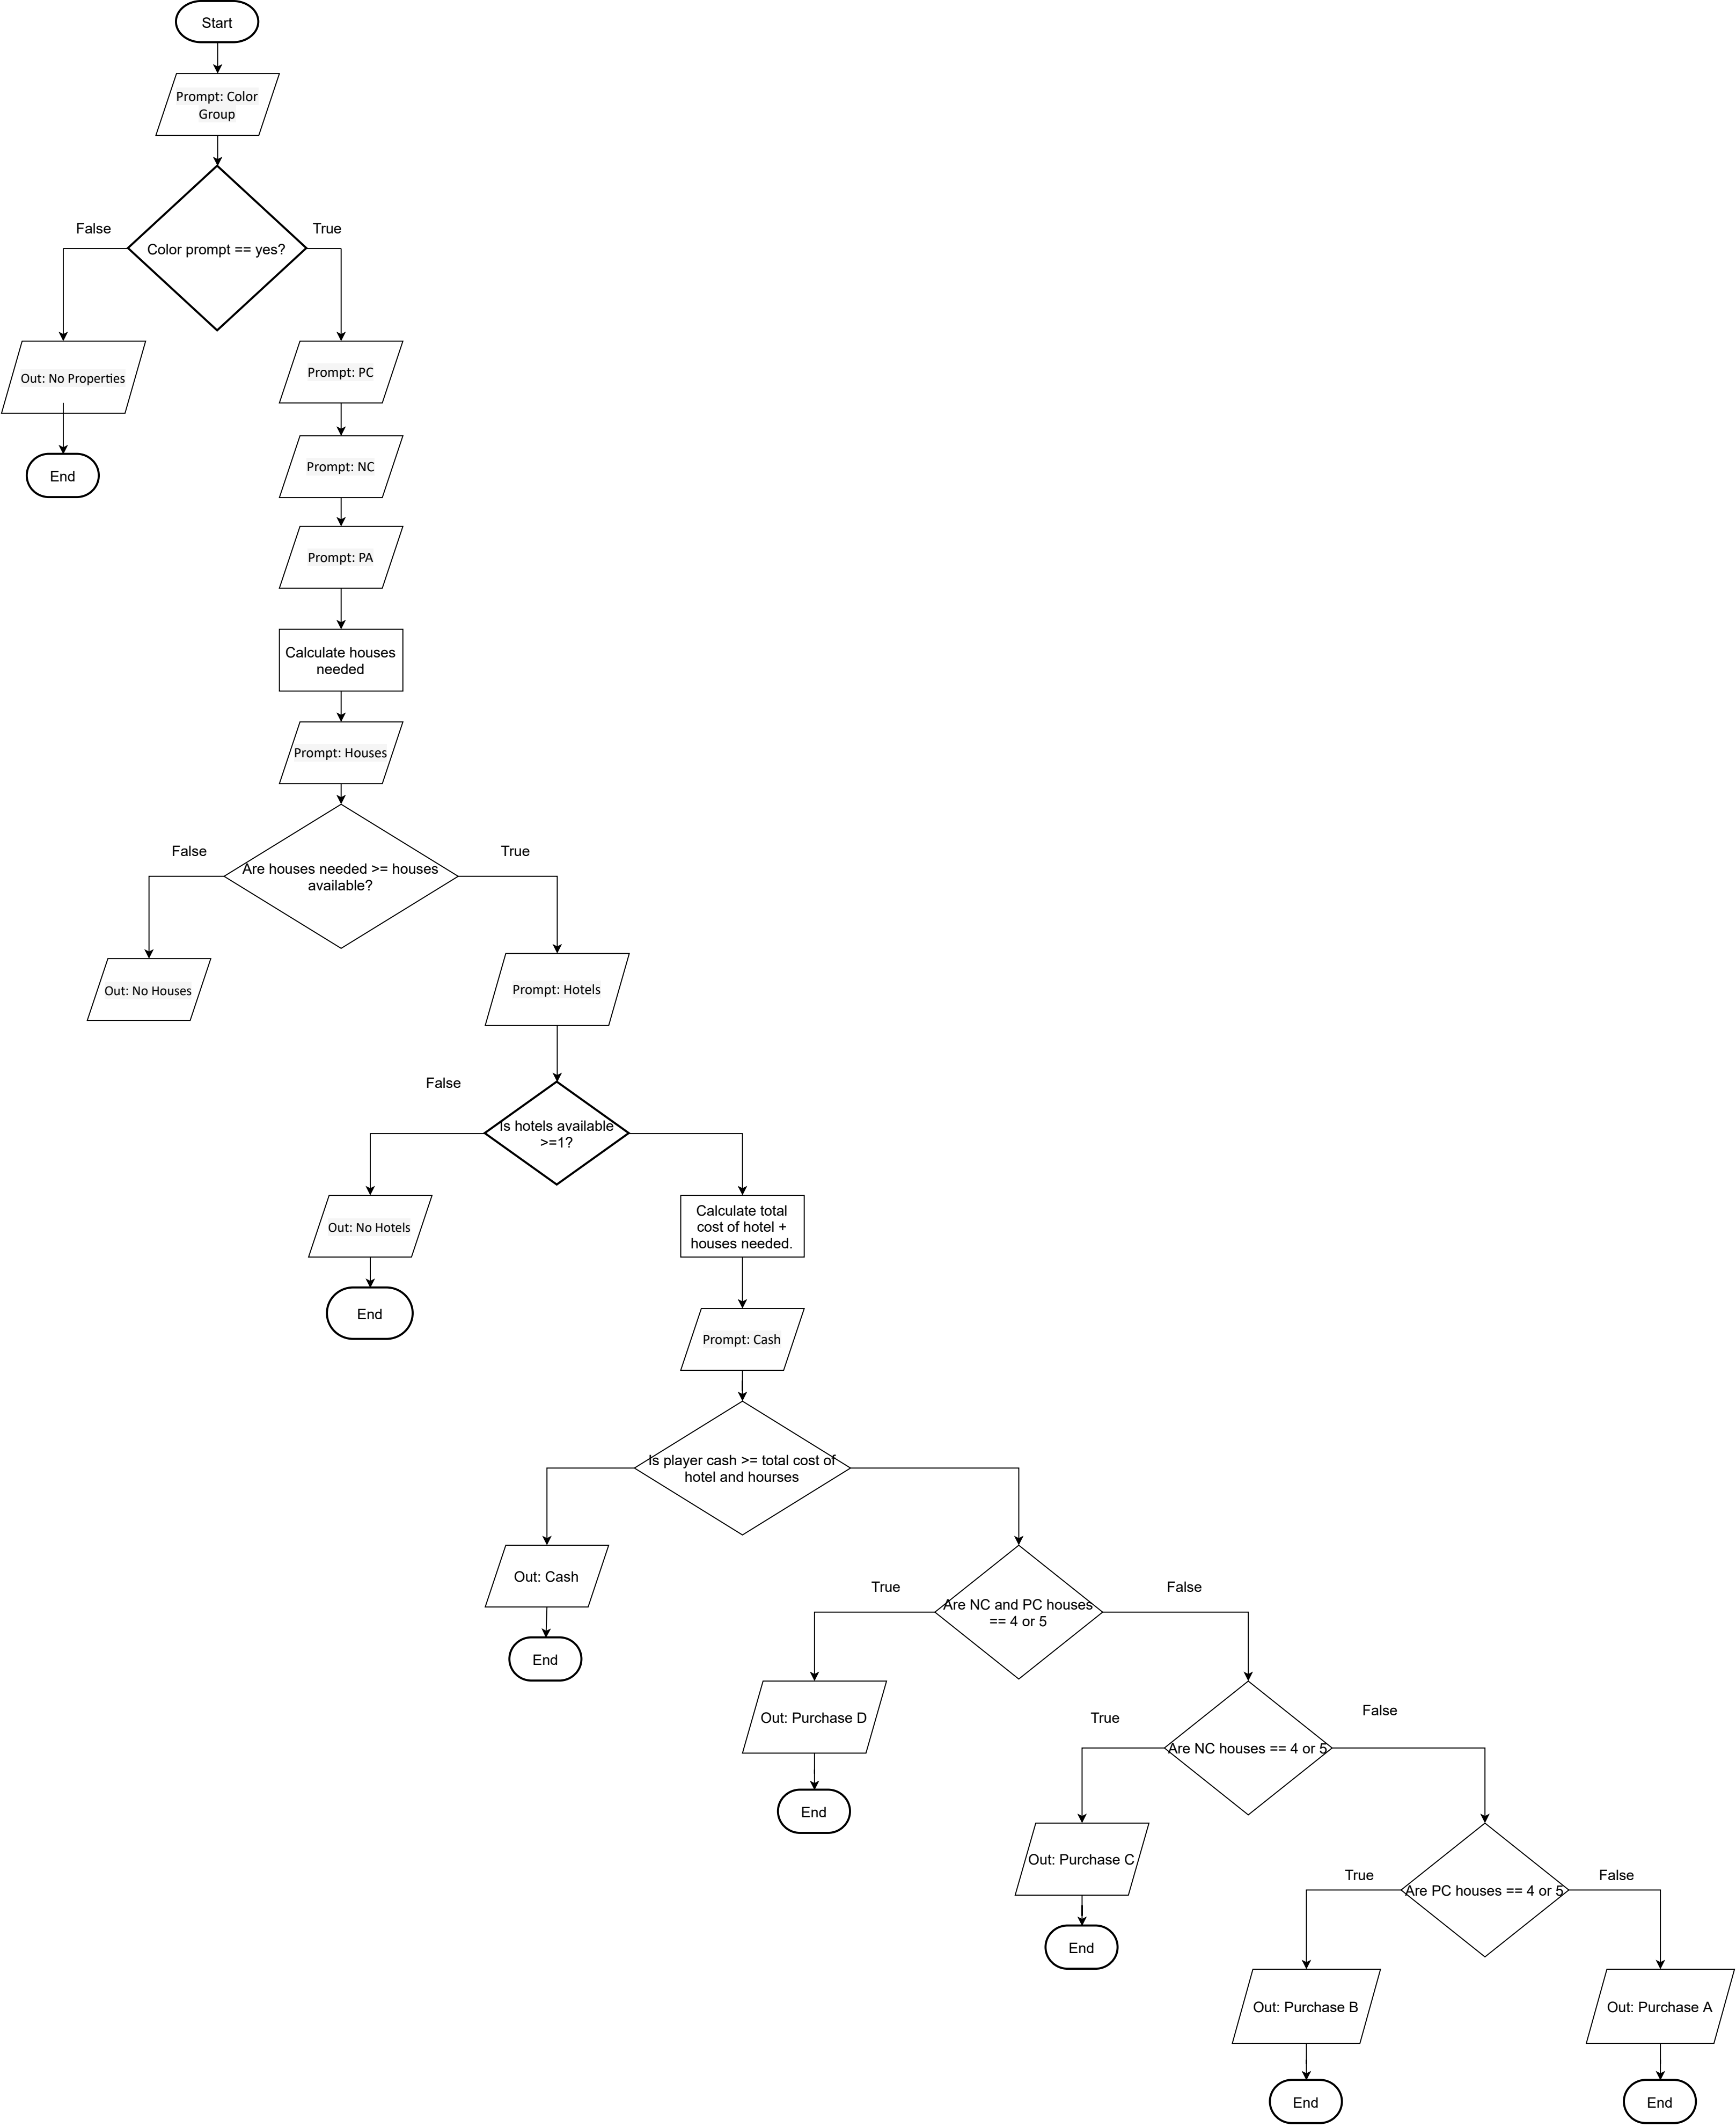 Start
Prompt: Color
Group
False
True
Color prompt == yes?
Out: No Properties
Prompt: PC
End
Prompt: NC
Prompt: PA
Calculate houses
needed
Prompt: Houses
False
True
Are houses needed >= houses
available?
Out: No Houses
Prompt: Hotels
False
Is hotels available
>=1?
Out: No Hotels
Calculate total
cost of hotel +
houses needed.
End
Prompt: Cash
Is player cash >= total cost of
hotel and hourses
Out: Cash
End
True
False
Are NC and PC houses
== 4 or 5
Out: Purchase D
End
True
False
Are NC houses == 4 or 5
Out: Purchase C
End
True
False
Are PC houses == 4 or 5
Out: Purchase B
Out: Purchase A
End
End